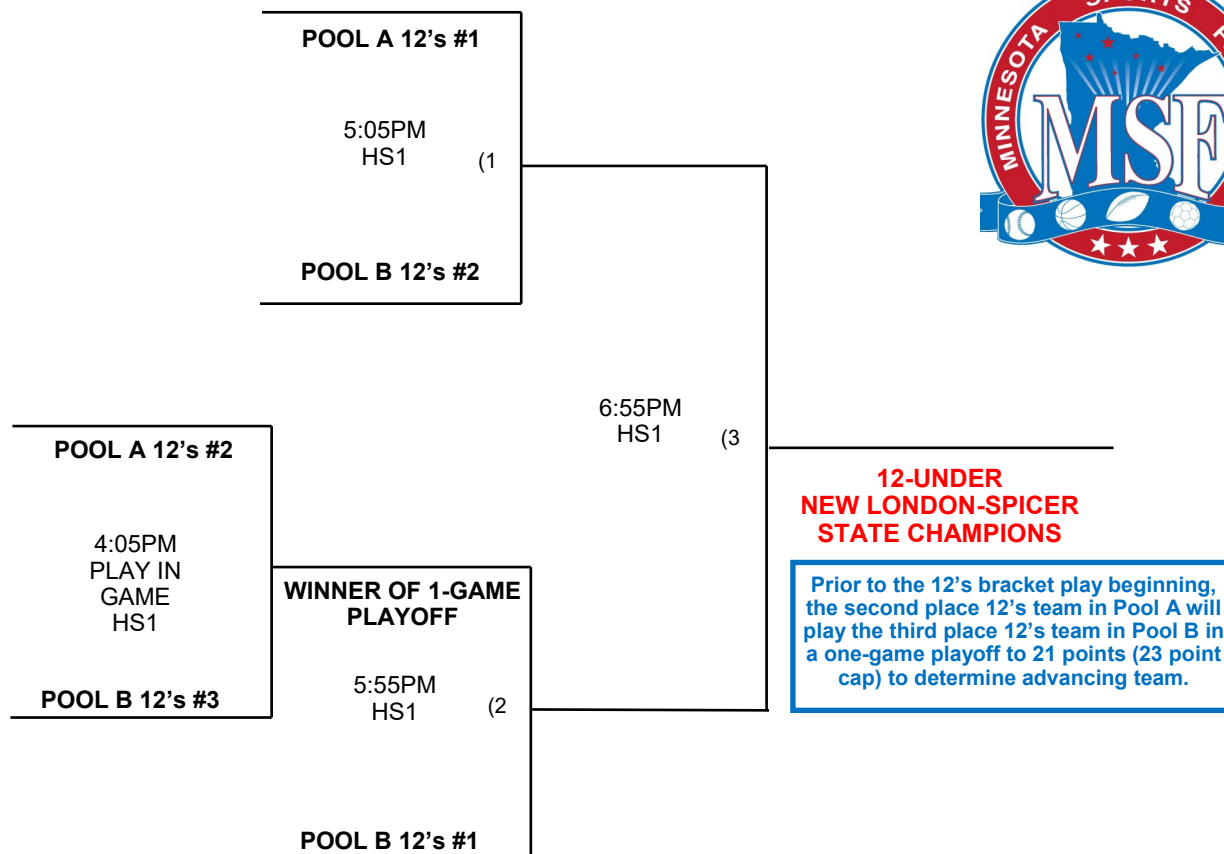 POOL A 12’s #1
5:05PM
HS1
(1
POOL B 12’s #2
MINNESOTA SPORTS
MSF
6:55PM
HS1
(3
POOL A 12’s #2
4:05PM
PLAY IN
GAME
HS1
POOL B 12’s #3
WINNER OF 1-GAME
PLAYOFF
5:55PM
HS1
(2
POOL B 12’s #1
12-UNDER
NEW LONDON-SPICER
STATE CHAMPIONS
Prior to the 12’s bracket play beginning,
the second place 12’s team in Pool A will
play the third place 12’s team in Pool B in
a one-game playoff to 21 points (23 point
cap) to determine advancing team.